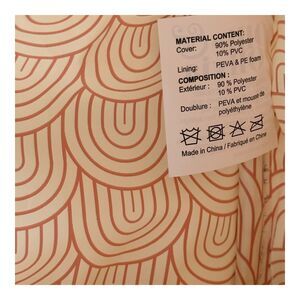 MATERIAL CONTENT:
Cover: 90% Polyester
10% PVC
Lining: PEVA & PE foam
COMPOSITION :
Extérieur : 90 % Polyester
10 % PVC
Doublure : PEVA et mousse de
polyéthylène
Made in China / Fabriqué en Chine